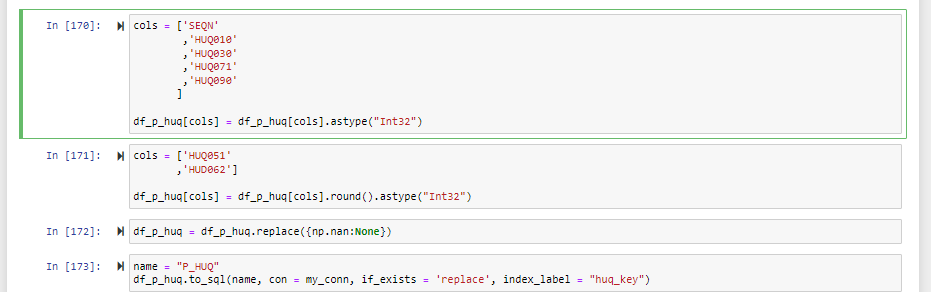 In [170]:
cols = ['SEQN'
,'HUQ010'
,'HUQ030'
,'HUQ071'
,'HUQ090'
]
df_p_huq[cols] = df_p_huq[cols].astype("Int32")
In [171]:
cols = ['HUQ051'
,'HUD062']
df_p_huq[cols] = df_p_huq[cols].round().astype("Int32")
In [172]:
df_p_huq = df_p_huq.replace({np.nan:None})
In [173]:
name = "P_HUQ"
df_p_huq.to_sql(name, con = my_conn, if_exists = 'replace', index_label = "huq_key")